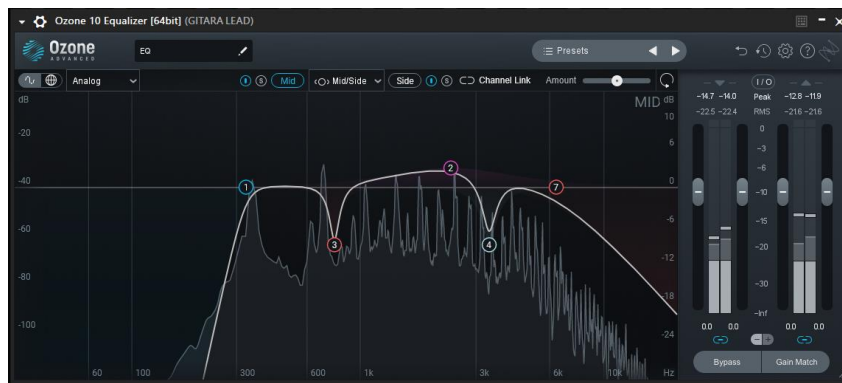 Ozone 10 Equalizer [64bit] (GITARA LEAD)
Ozone
ADVANCED
EQ
Presets
Analog
S
Mid
Mid/Side
Side
S
Channel Link
Amount
dB
MID
dB
-20
-40
-60
-80
-100
10
6
0
-6
-12
-18
-24
1
2
3
4
7
60
100
300
600
1k
3k
6k
10k
Hz
I/O
-14.7 -14.0
Peak
-12.8 -11.9
-22.5 -22.4
RMS
-21.6 -21.6
0
-3
-6
-10
-15
-20
-30
-Inf
0.0 0.0
0.0 0.0
- +
Bypass
Gain Match